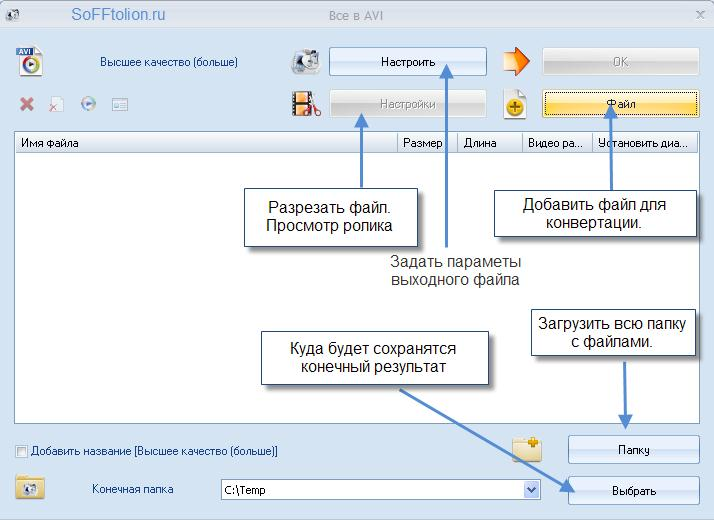 SoFFtolion.ru
Все в AVI
AVI
Высшее качество (больше)
Настроить
OK
Настройки
Файл
Имя файла
Размер
Длина
Видео ра...
Установить диа...
Разрезать файл.
Просмотр ролика
Добавить файл для
конвертации.
Задать параметы
выходного файла
Загрузить всю папку
с файлами.
Куда будет сохранятся
конечный результат
Добавить название [Высшее качество (больше)]
Папку
Конечная папка
C:\Temp
Выбрать